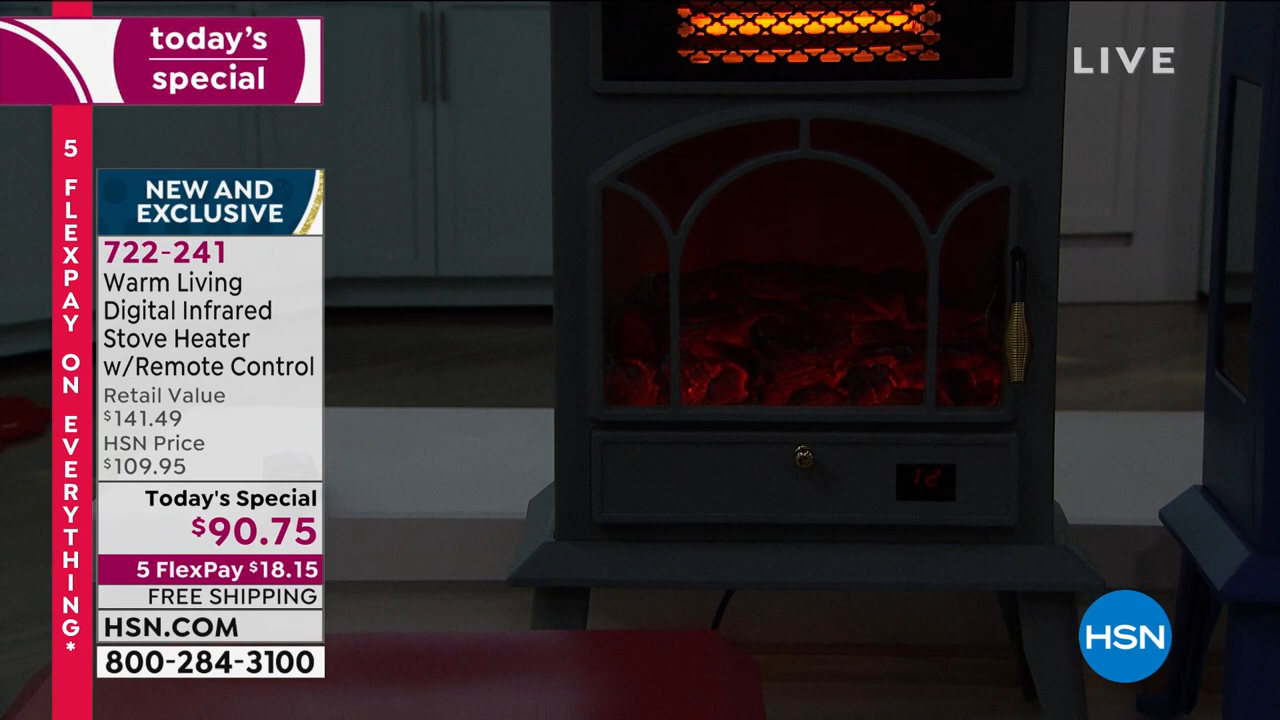 today's
special
LIVE
5 FLEXPAY ON EVERYTHING*
NEW AND
EXCLUSIVE
722-241
Warm Living
Digital Infrared
Stove Heater
w/Remote Control
Retail Value
$141.49
HSN Price
$109.95
Today's Special
$90.75
5 FlexPay $18.15
FREE SHIPPING
HSN.COM
800-284-3100
12
HSN